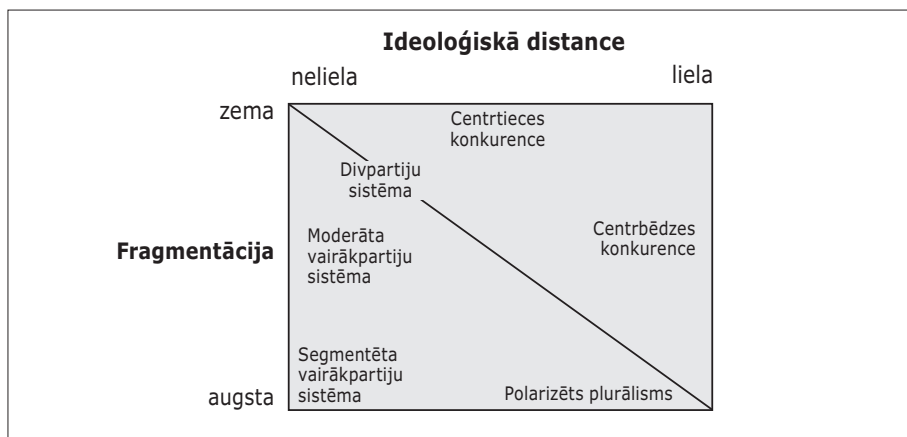 Ideoloģiskā distance
neliela
liela
zema
Centrtieces
konkurence
Divpartiju
sistēma
Fragmentācija
Moderāta
vairākpartiju
sistēma
Centrbēdzes
konkurence
Segmentēta
vairākpartiju
sistēma
augsta
Polarizēts plurālisms